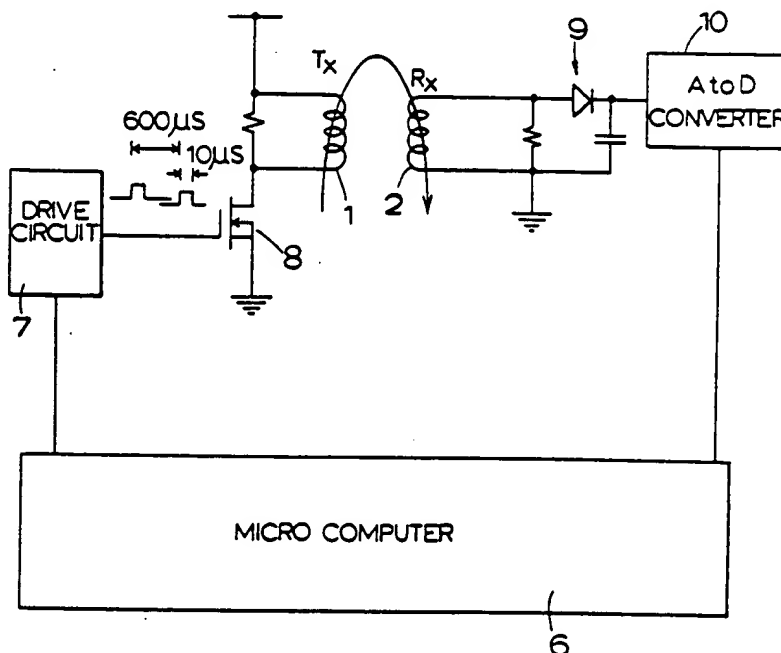 9
10
Tx
Rx
A to D
CONVERTER
600μS
10μS
DRIVE
CIRCUIT
1
2
8
7
MICRO COMPUTER
6